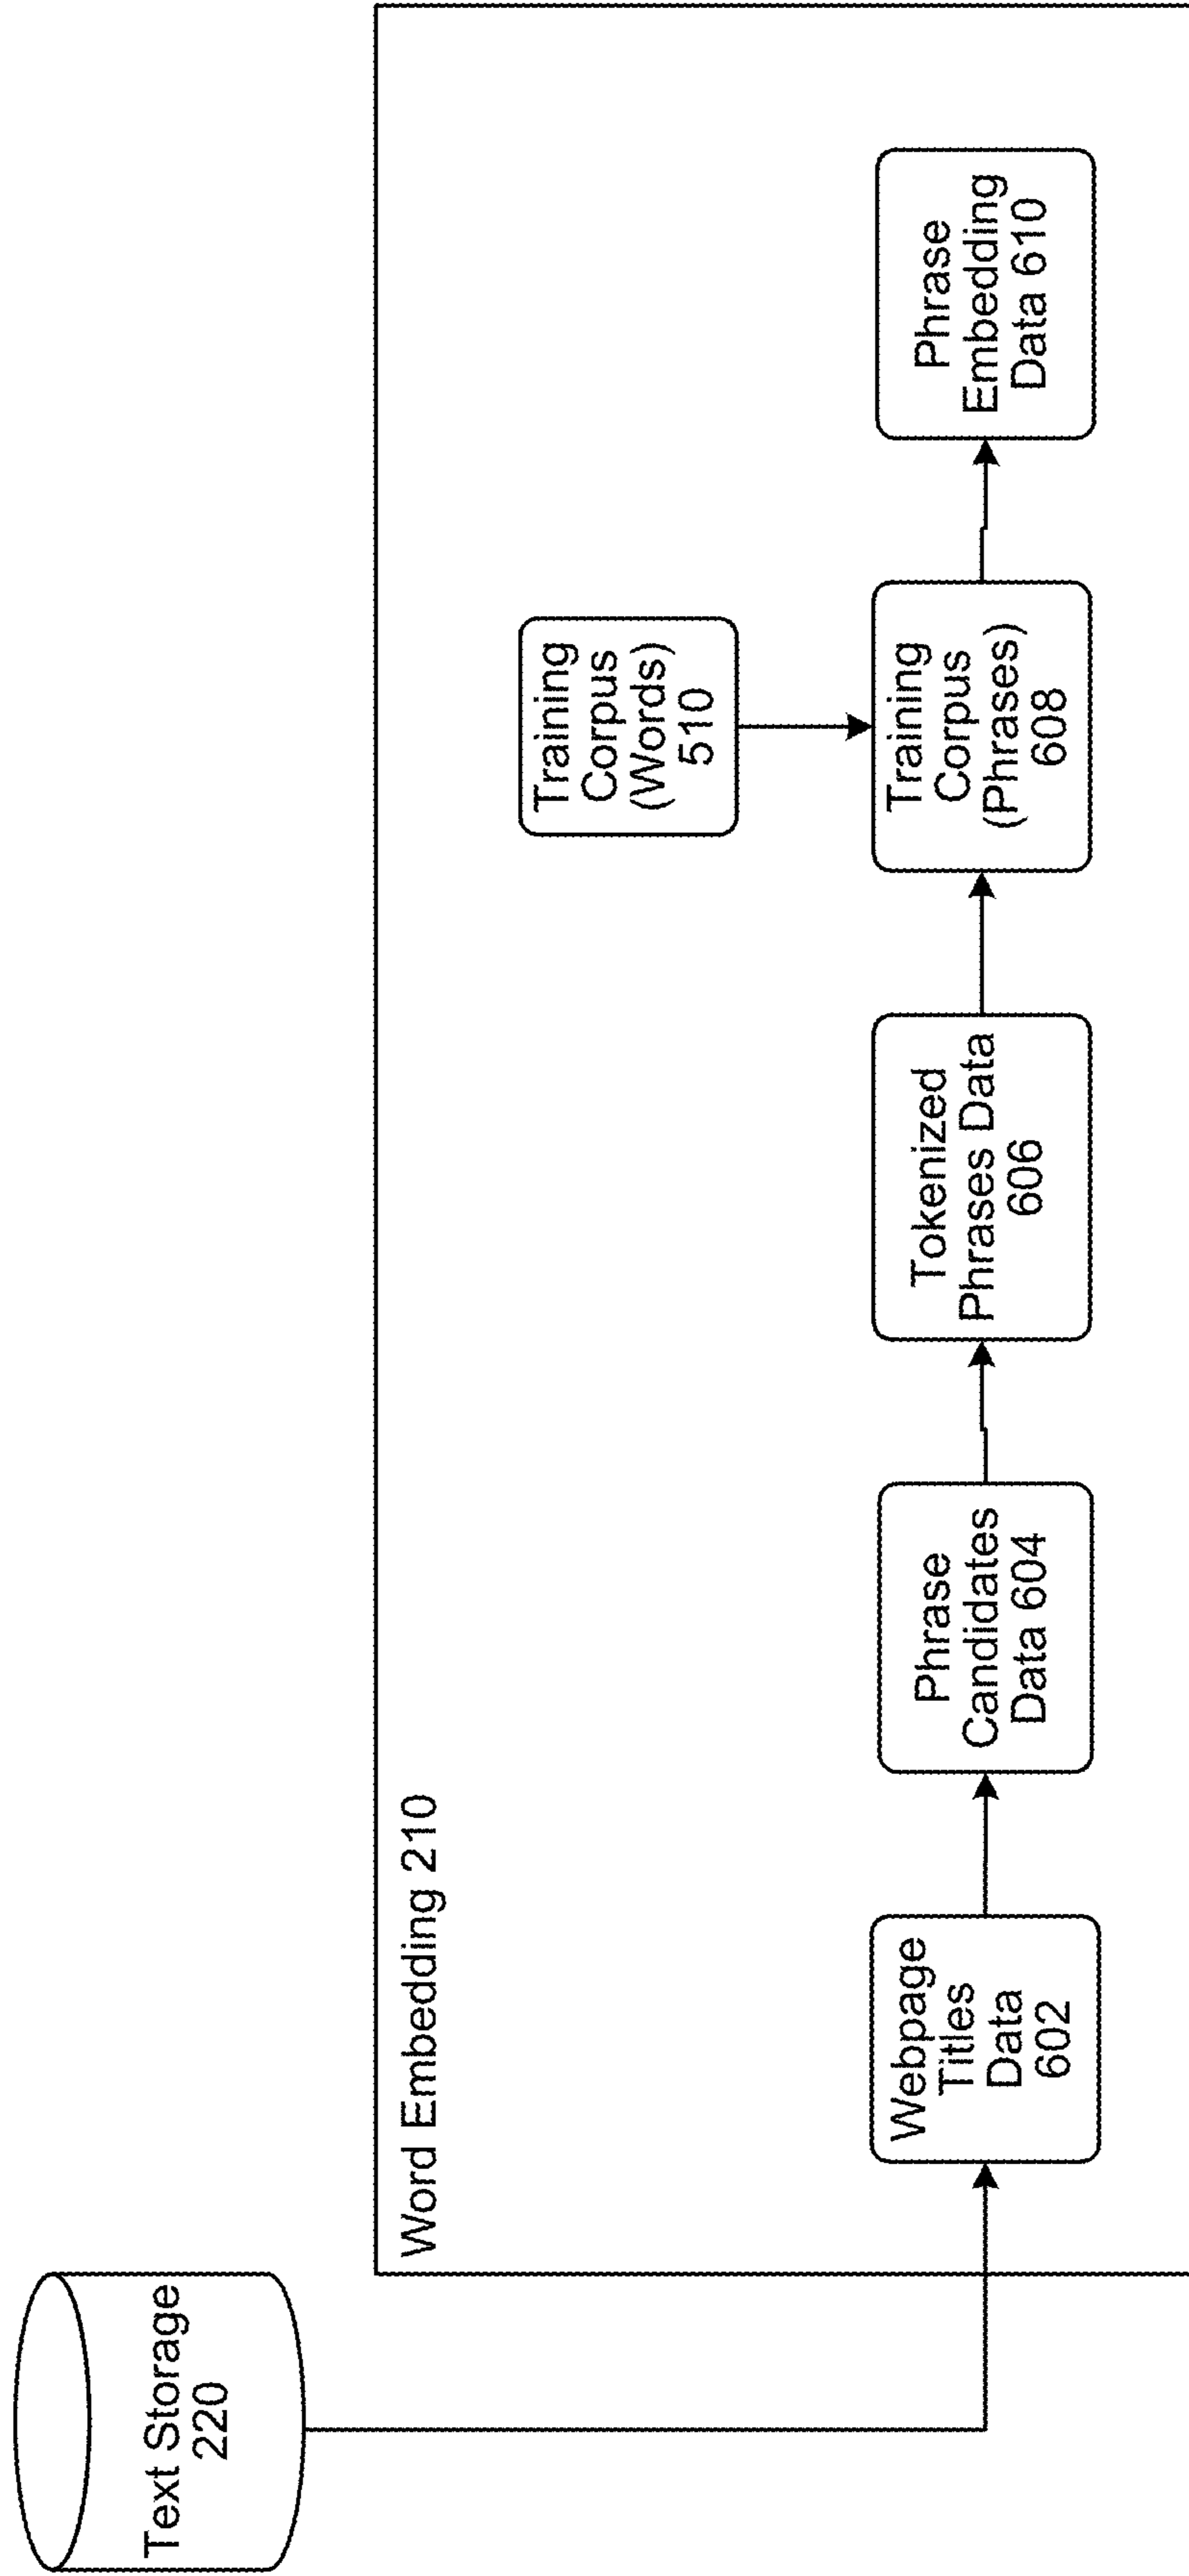 Text Storage
220
Word Embedding 210
Webpage
Titles
Data
602
Phrase
Candidates
Data 604
Tokenized
Phrases Data
606
Training
Corpus
(Words)
510
Training
Corpus
(Phrases)
608
Phrase
Embedding
Data 610